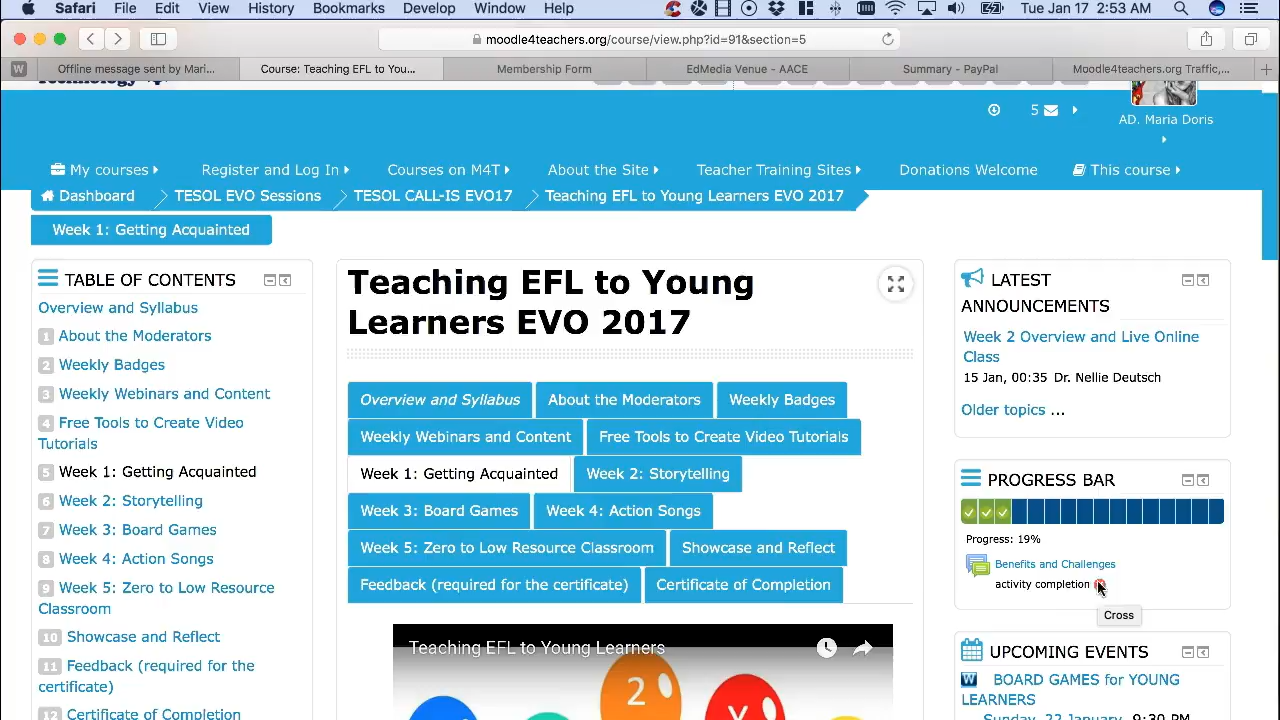 Safari File Edit View History Bookmarks Develop Window Help Tue Jan 17 2:53 AM
moodle4teachers.org/course/view.php?id=91&section=5
W Offline message sent by Mari... Course: Teaching EFL to You... Membership Form EdMedia Venue - AACE Summary - PayPal Moodle4teachers.org Traffic,...
5
AD. Maria Doris
My courses Register and Log In Courses on M4T About the Site Teacher Training Sites Donations Welcome This course
Dashboard TESOL EVO Sessions TESOL CALL-IS EVO17 Teaching EFL to Young Learners EVO 2017
Week 1: Getting Acquainted
TABLE OF CONTENTS
Overview and Syllabus
1 About the Moderators
2 Weekly Badges
3 Weekly Webinars and Content
4 Free Tools to Create Video
Tutorials
5 Week 1: Getting Acquainted
6 Week 2: Storytelling
7 Week 3: Board Games
8 Week 4: Action Songs
9 Week 5: Zero to Low Resource
Classroom
10 Showcase and Reflect
11 Feedback (required for the
certificate)
12 Certificate of Completion
Teaching EFL to Young
Learners EVO 2017
Overview and Syllabus About the Moderators Weekly Badges
Weekly Webinars and Content Free Tools to Create Video Tutorials
Week 1: Getting Acquainted Week 2: Storytelling
Week 3: Board Games Week 4: Action Songs
Week 5: Zero to Low Resource Classroom Showcase and Reflect
Feedback (required for the certificate) Certificate of Completion
Teaching EFL to Young Learners
2
LATEST
ANNOUNCEMENTS
Week 2 Overview and Live Online
Class
15 Jan, 00:35 Dr. Nellie Deutsch
Older topics ...
PROGRESS BAR
Progress: 19%
Benefits and Challenges
activity completion
Cross
UPCOMING EVENTS
W BOARD GAMES for YOUNG
LEARNERS
Sunday, 22 January, 9:30 PM